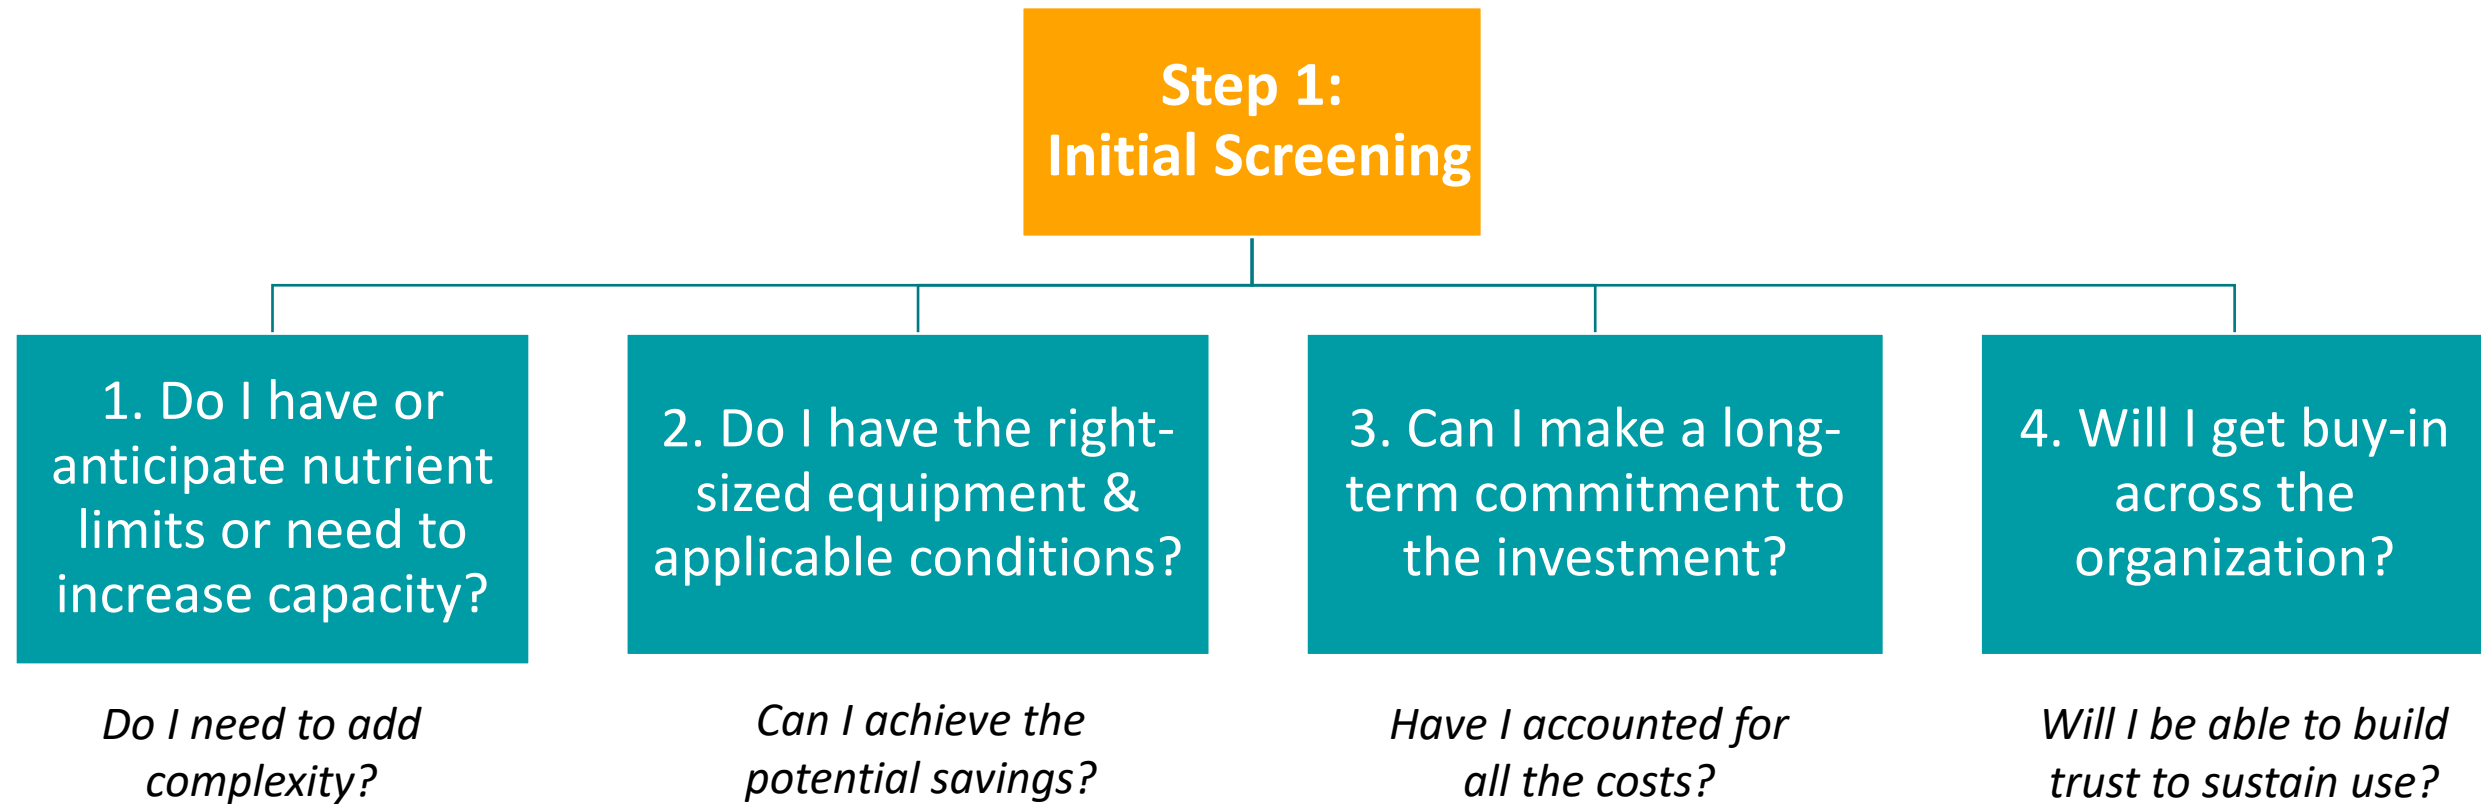 Step 1:
Initial Screening
1. Do I have or
anticipate nutrient
limits or need to
increase capacity?
Do I need to add
complexity?
2. Do I have the right-
sized equipment &
applicable conditions?
Can I achieve the
potential savings?
3. Can I make a long-
term commitment to
the investment?
Have I accounted for
all the costs?
4. Will I get buy-in
across the
organization?
Will I be able to build
trust to sustain use?